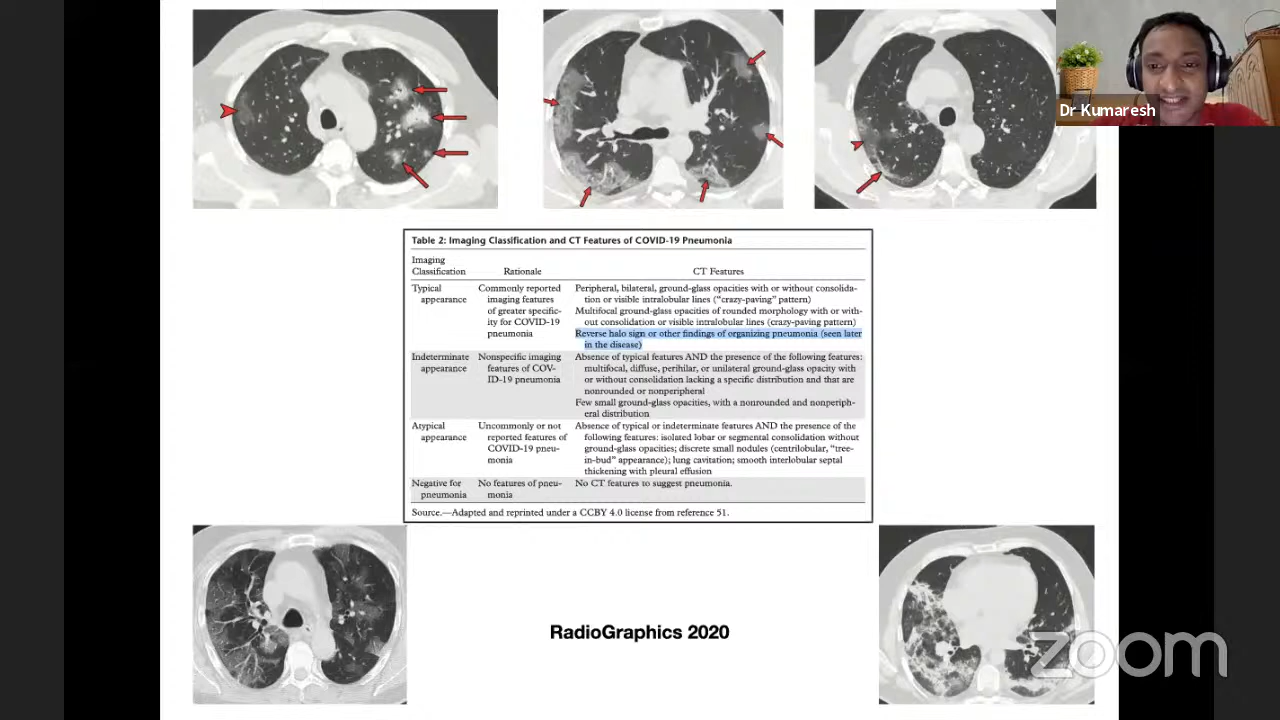 Dr Kumaresh
Table 2: Imaging Classification and CT Features of COVID-19 Pneumonia
Imaging
Classification
Rationale
CT Features
Typical
appearance
Commonly reported
imaging features
of greater specific-
ity for COVID-19
pneumonia
Peripheral, bilateral, ground-glass opacities with or without consolida-
tion or visible intralobular lines (“crazy-paving” pattern)
Multifocal ground-glass opacities of rounded morphology with or with-
out consolidation or visible intralobular lines (crazy-paving pattern)
Reverse halo sign or other findings of organizing pneumonia (seen later
in the disease)
Indeterminate
appearance
Nonspecific imaging
features of COV-
ID-19 pneumonia
Absence of typical features AND the presence of the following features:
multifocal, diffuse, perihilar, or unilateral ground-glass opacity with
or without consolidation lacking a specific distribution and that are
nonrounded or nonperipheral
Few small ground-glass opacities, with a nonrounded and nonperiph-
eral distribution
Atypical
appearance
Uncommonly or not
reported features of
COVID-19 pneu-
monia
Absence of typical or indeterminate features AND the presence of the
following features: isolated lobar or segmental consolidation without
ground-glass opacities; discrete small nodules (centrilobular, “tree-
in-bud” appearance); lung cavitation; smooth interlobular septal
thickening with pleural effusion
Negative for
pneumonia
No features of pneu-
monia
No CT features to suggest pneumonia.
Source.—Adapted and reprinted under a CCBY 4.0 license from reference 51.
RadioGraphics 2020
zoom